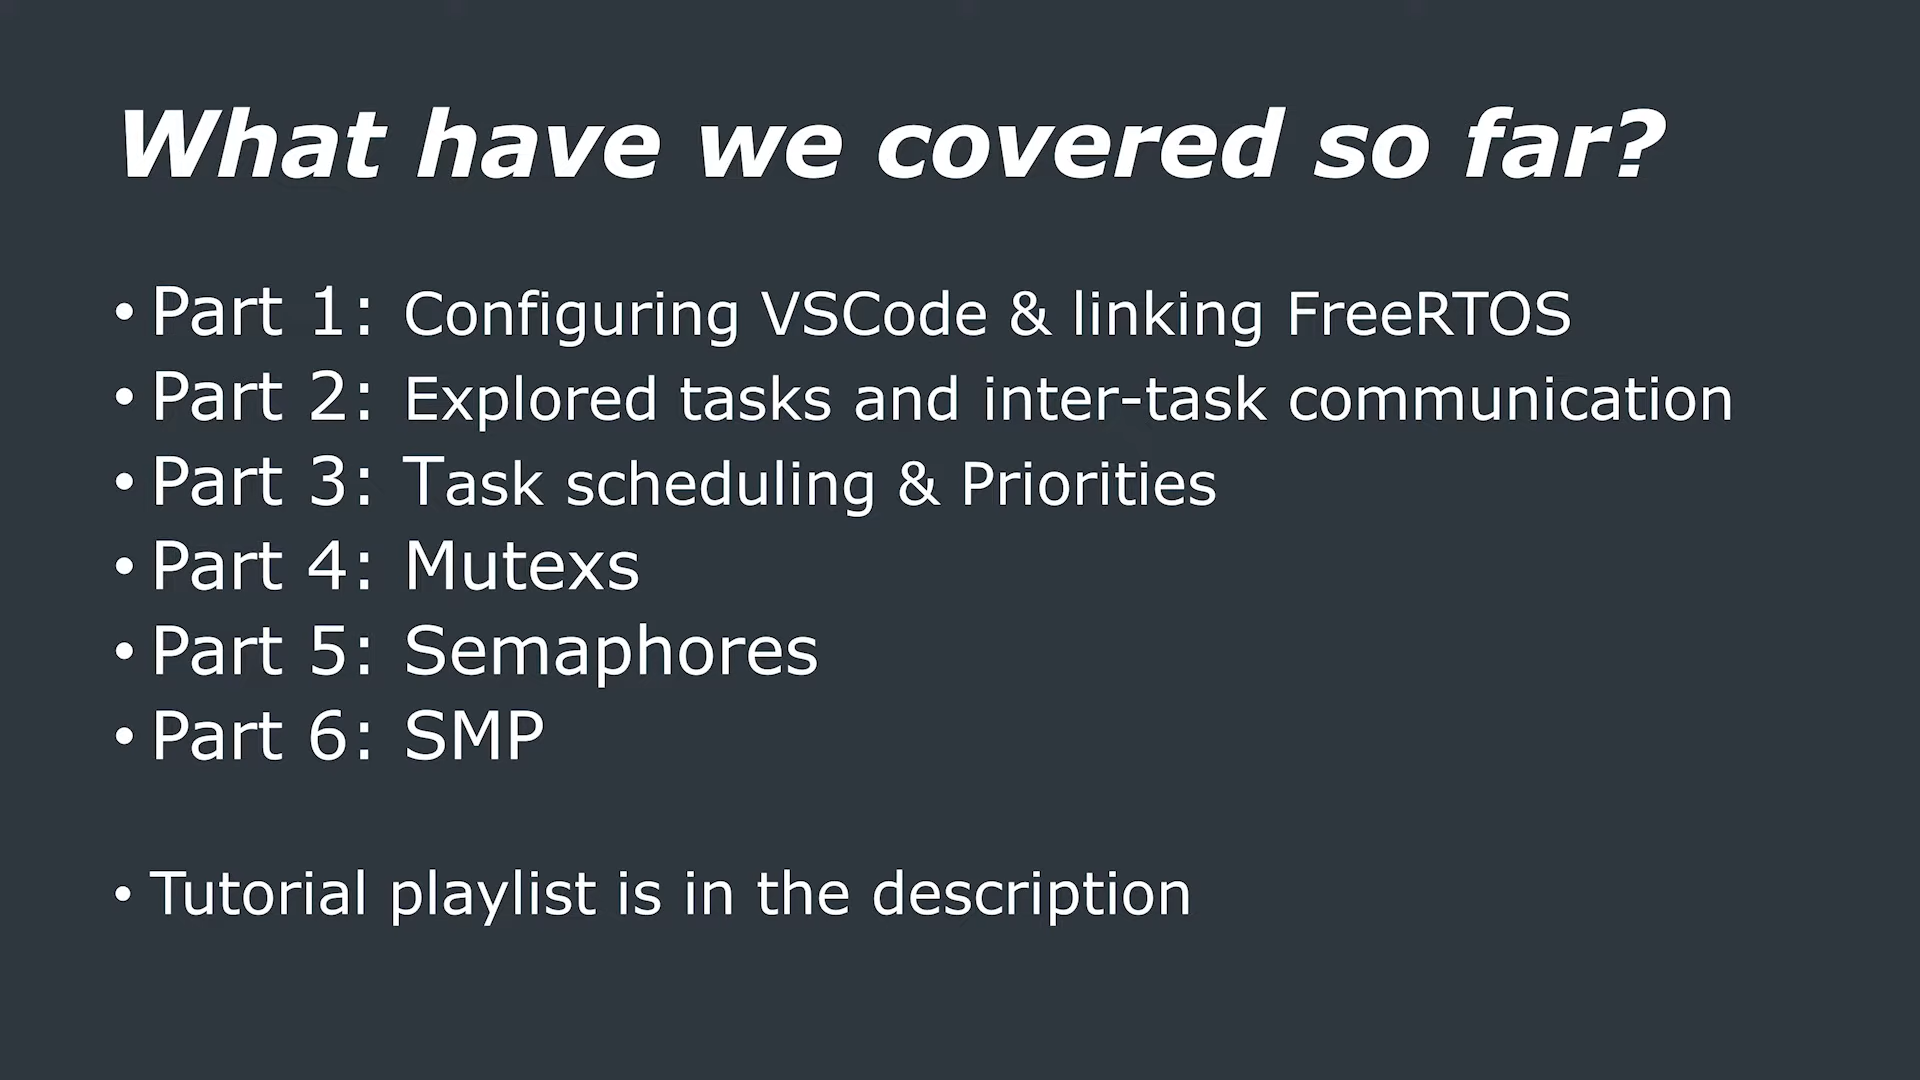 What have we covered so far?
• Part 1: Configuring VSCode & linking FreeRTOS
• Part 2: Explored tasks and inter-task communication
• Part 3: Task scheduling & Priorities
• Part 4: Mutexs
• Part 5: Semaphores
• Part 6: SMP
• Tutorial playlist is in the description